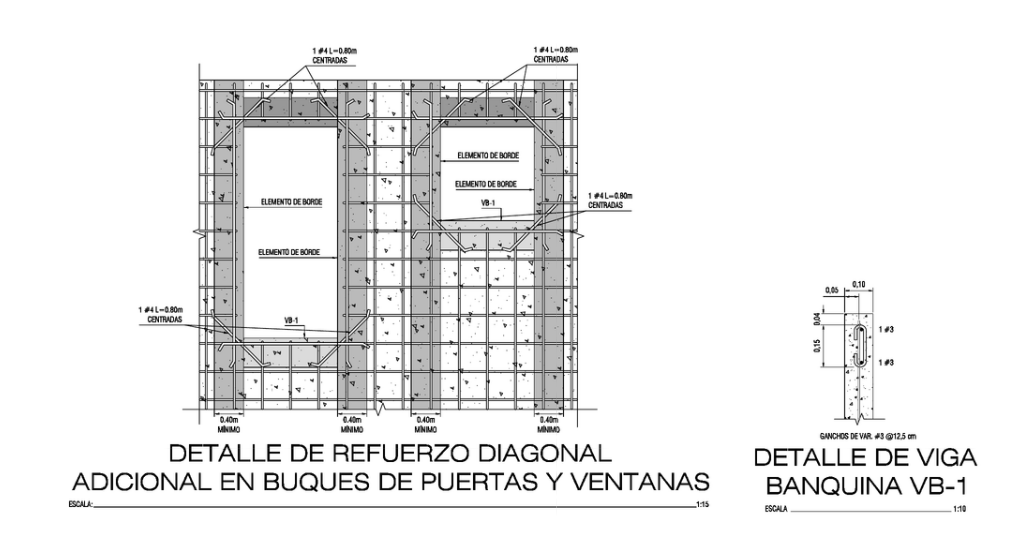 1 #4 L=0.80m
CENTRADAS
1 #4 L=0.80m
CENTRADAS
ELEMENTO DE BORDE
ELEMENTO DE BORDE
VB-1
1 #4 L=0.80m
CENTRADAS
ELEMENTO DE BORDE
ELEMENTO DE BORDE
1 #4 L=0.80m
CENTRADAS
VB-1
0.40m
MÍNIMO
0.40m
MÍNIMO
0.40m
MÍNIMO
0.40m
MÍNIMO
DETALLE DE REFUERZO DIAGONAL
ADICIONAL EN BUQUES DE PUERTAS Y VENTANAS
ESCALA: 1:15
0,05
0,10
0,04
0,15
1 #3
1 #3
GANCHOS DE VAR. #3 @12,5 cm
DETALLE DE VIGA
BANQUINA VB-1
ESCALA 1:10